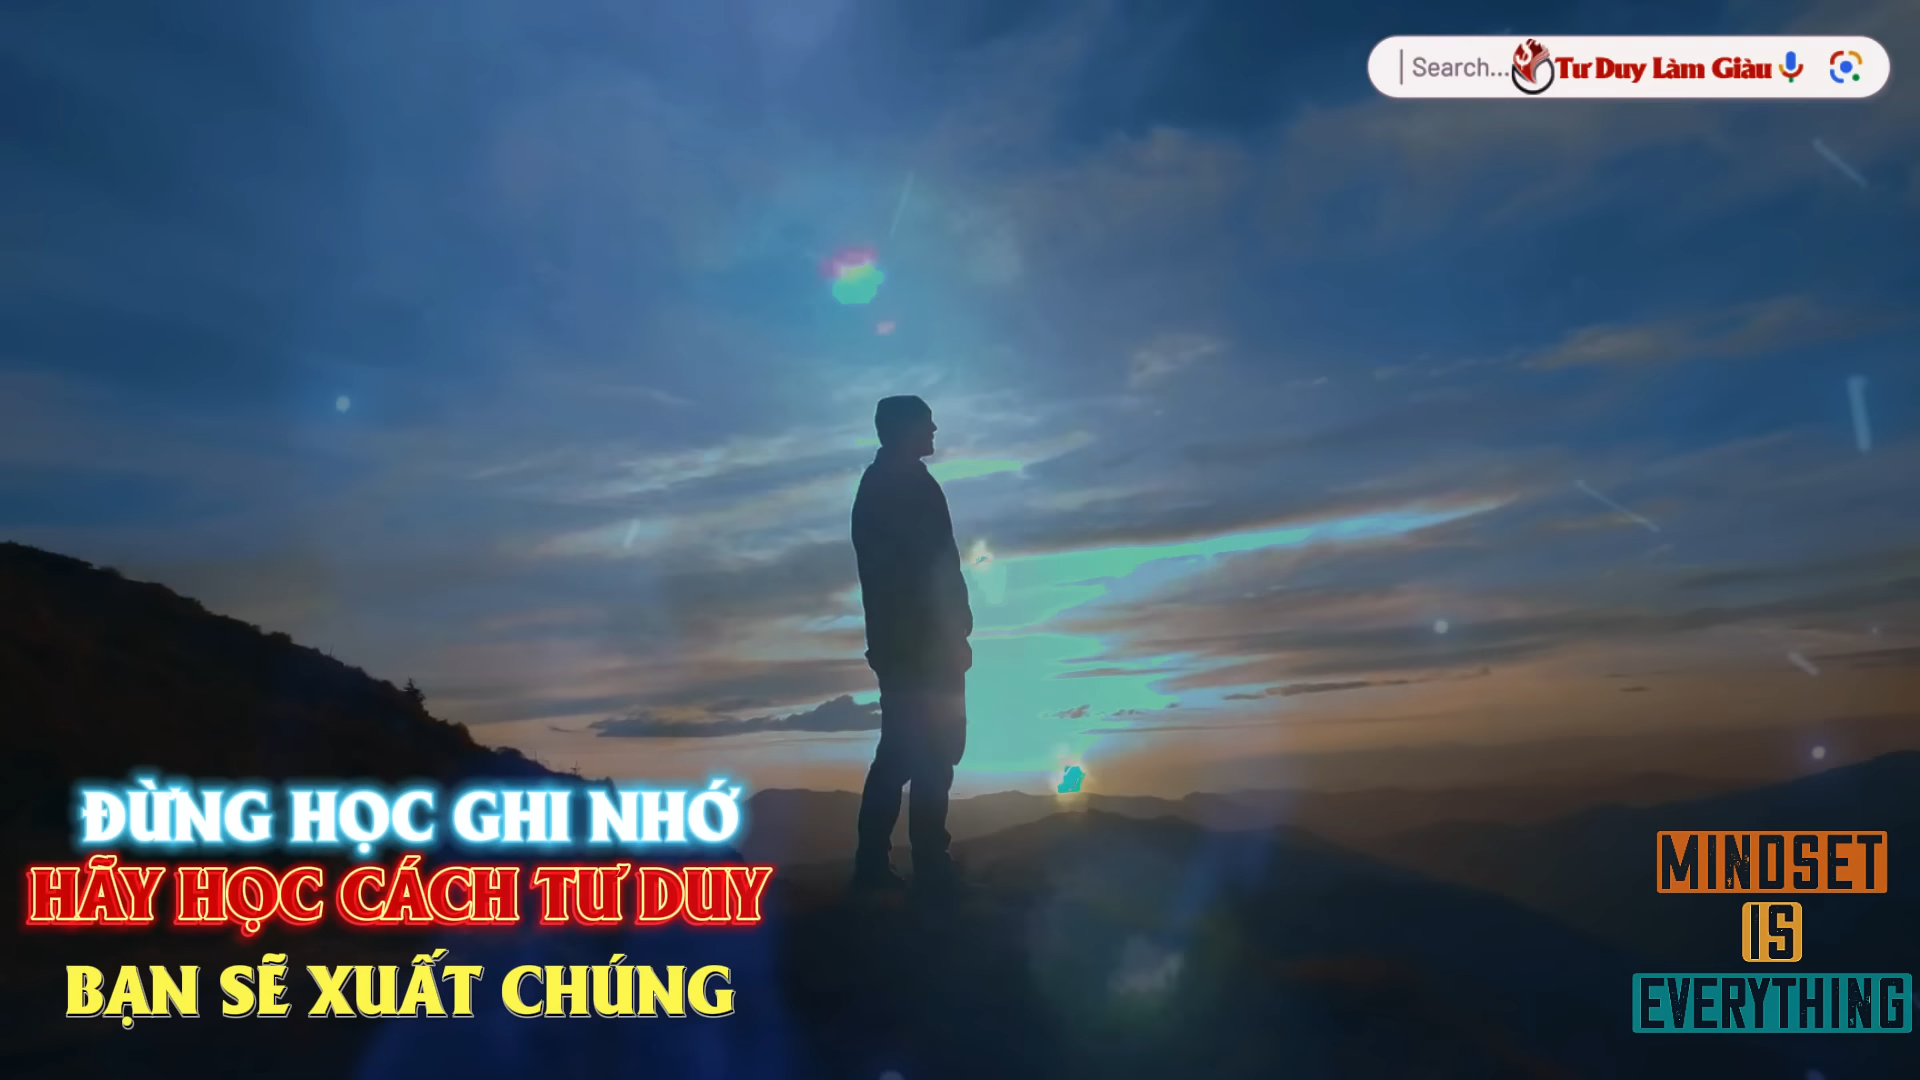 Search... Tư Duy Làm Giàu
ĐỪNG HỌC GHI NHỚ
HÃY HỌC CÁCH TƯ DUY
BẠN SẼ XUẤT CHÚNG
MINDSET
IS
EVERYTHING